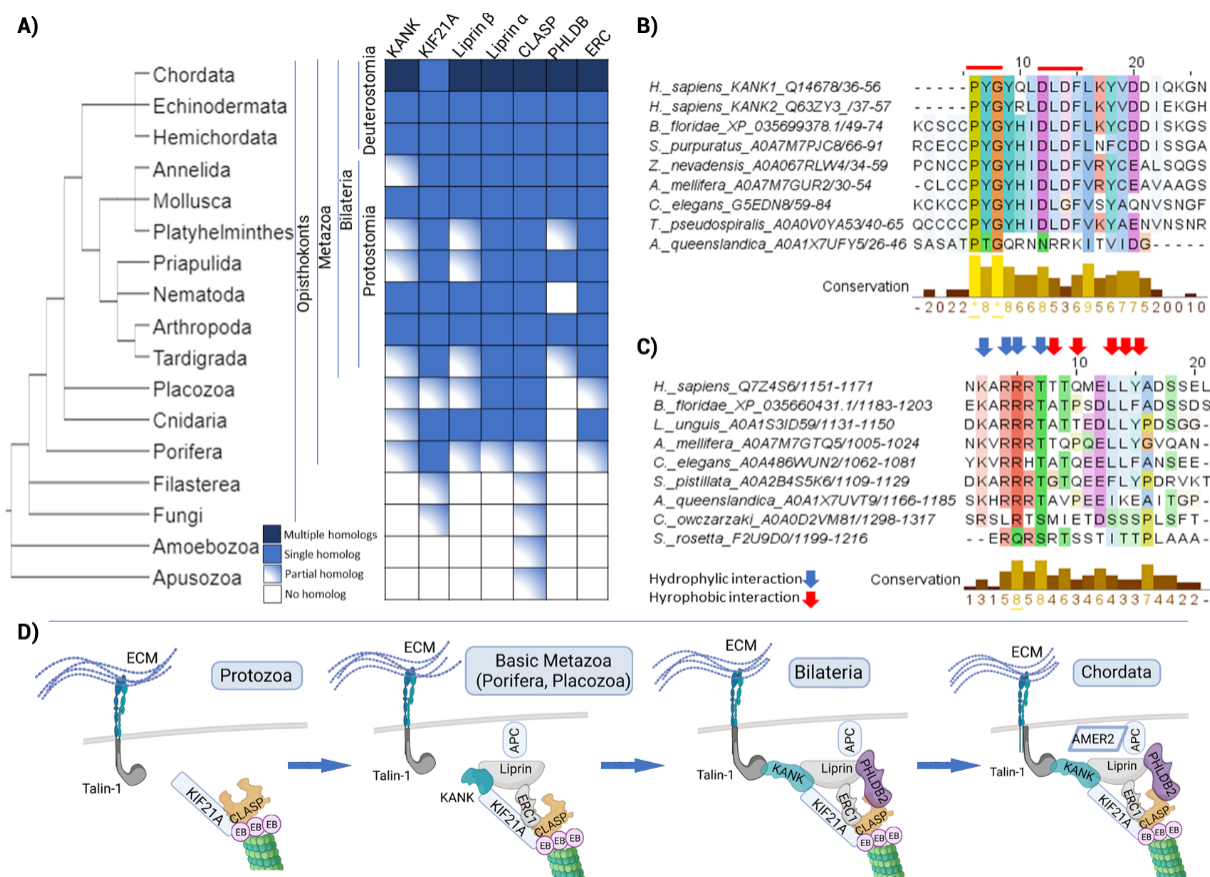 A)
KANK
KIF21A
Liprin β
Liprin α
CLASP
PHLDB
ERC
Chordata
Echinodermata
Hemichordata
Annelida
Mollusca
Platyhelminthes
Priapulida
Nematoda
Arthropoda
Tardigrada
Placozoa
Cnidaria
Porifera
Filasterea
Fungi
Amoebozoa
Apusozoa
Opisthokonts
Metazoa
Bilateria
Deuterostomia
Protostomia
Multiple homologs
Single homolog
Partial homolog
No homolog
B)
10 20
H._sapiens_KANK1_Q14678/36-56 - - - - - PYGYQLDLDFLKYVDDIQKGN
H._sapiens_KANK2_Q63ZY3_/37-57 - - - - - PYGYRLDLDFLKYVDDIEKGH
B._floridae_XP_035699378.1/49-74 KCSCCPYGYHIDLDFLKYCDDISKGS
S._purpuratus_A0A7M7PJC8/66-91 RCECCPYGYHIDLDFLNFCDDISSGA
Z._nevadensis_A0A067RLW4/34-59 PCNCCPYGYHIDLDFVRYCEALSQGS
A._mellifera_A0A7M7GUR2/30-54 -CLCCPYGYHIDLDFVRYCEAVAAGS
C._elegans_G5EDN8/59-84 KCNGKCPYGYHIDLGFVSYAQNVSNGF
T._pseudospiralis_A0A0V0YA53/40-65 QCCCCPYGYHIDLDFVKYAENVNSNR
A._queenslandica_A0A1X7UFY5/26-46 SASATPTGQRNNRRKITVIDG- - - - -
Conservation
-2022*8*8666853659677520010
C)
10 20
H._sapiens_Q7Z4S6/1151-1171 NKARRRTTTQMELLYADSSEL
B._floridae_XP_035660431.1/1183-1203 EKARRRTATPSDLLFADSSDS
L._unguis_A0A1S3ID59/1131-1150 DKARRRTATTEDLLYPDSGG-
A._mellifera_A0A7M7GTQ5/1005-1024 NKVRRRTTQPQELLYGVQAN-
C._elegans_A0A486WUN2/1062-1081 YKVRRHTATQEELLFANSEE-
S._pistillata_A0A2B4S5K6/1109-1129 DKARRRTGTQEEFLYPDRVKT
A._queenslandica_A0A1X7UVT9/1166-1185 SKHRRRTAVPEEIKEAITGP-
C._owczarzaki_A0A0D2VM81/1298-1317 SRSLRTSMIETDSSSPLSFT-
S._rosetta_F2U9D0/1199-1216 - -ERQRSRTSSTITTPLAAA-
Hydrophylic interaction
Hyrophobic interaction
Conservation
13158584634643374422-
D)
ECM
Protozoa
Talin-1
KIF21A
CLASP
EB
EB
EB
ECM
Basic Metazoa
(Porifera, Placozoa)
Talin-1
APC
Liprin
KANK
ERC1
KIF21A
CLASP
EB
EB
EB
ECM
Bilateria
Talin-1
APC
Liprin
KANK
PHLDB2
ERC1
KIF21A
CLASP
EB
EB
EB
ECM
Chordata
Talin-1
AMER2
APC
Liprin
KANK
PHLDB2
ERC1
KIF21A
CLASP
EB
EB
EB